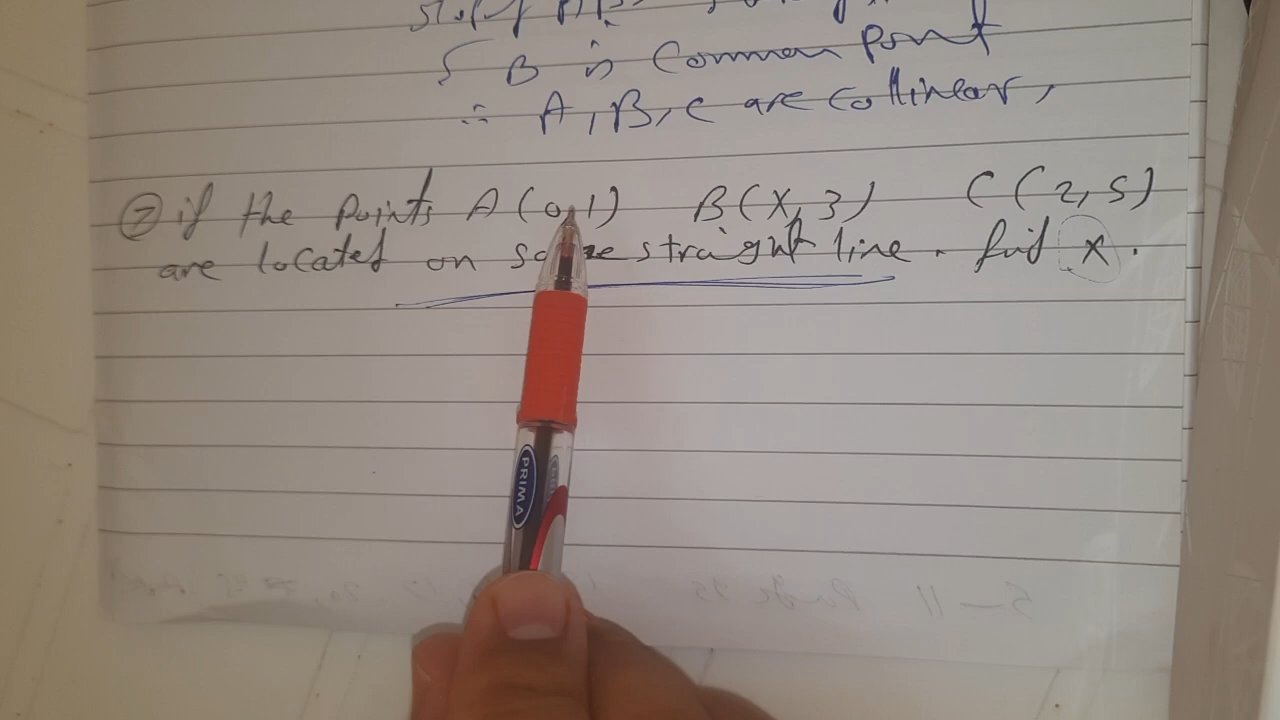 B is common point
∴ A, B, C are collinear,
② if the points A(0,1) B(X,3) C(2,5)
are located on same straight line. find x.
PRIMA